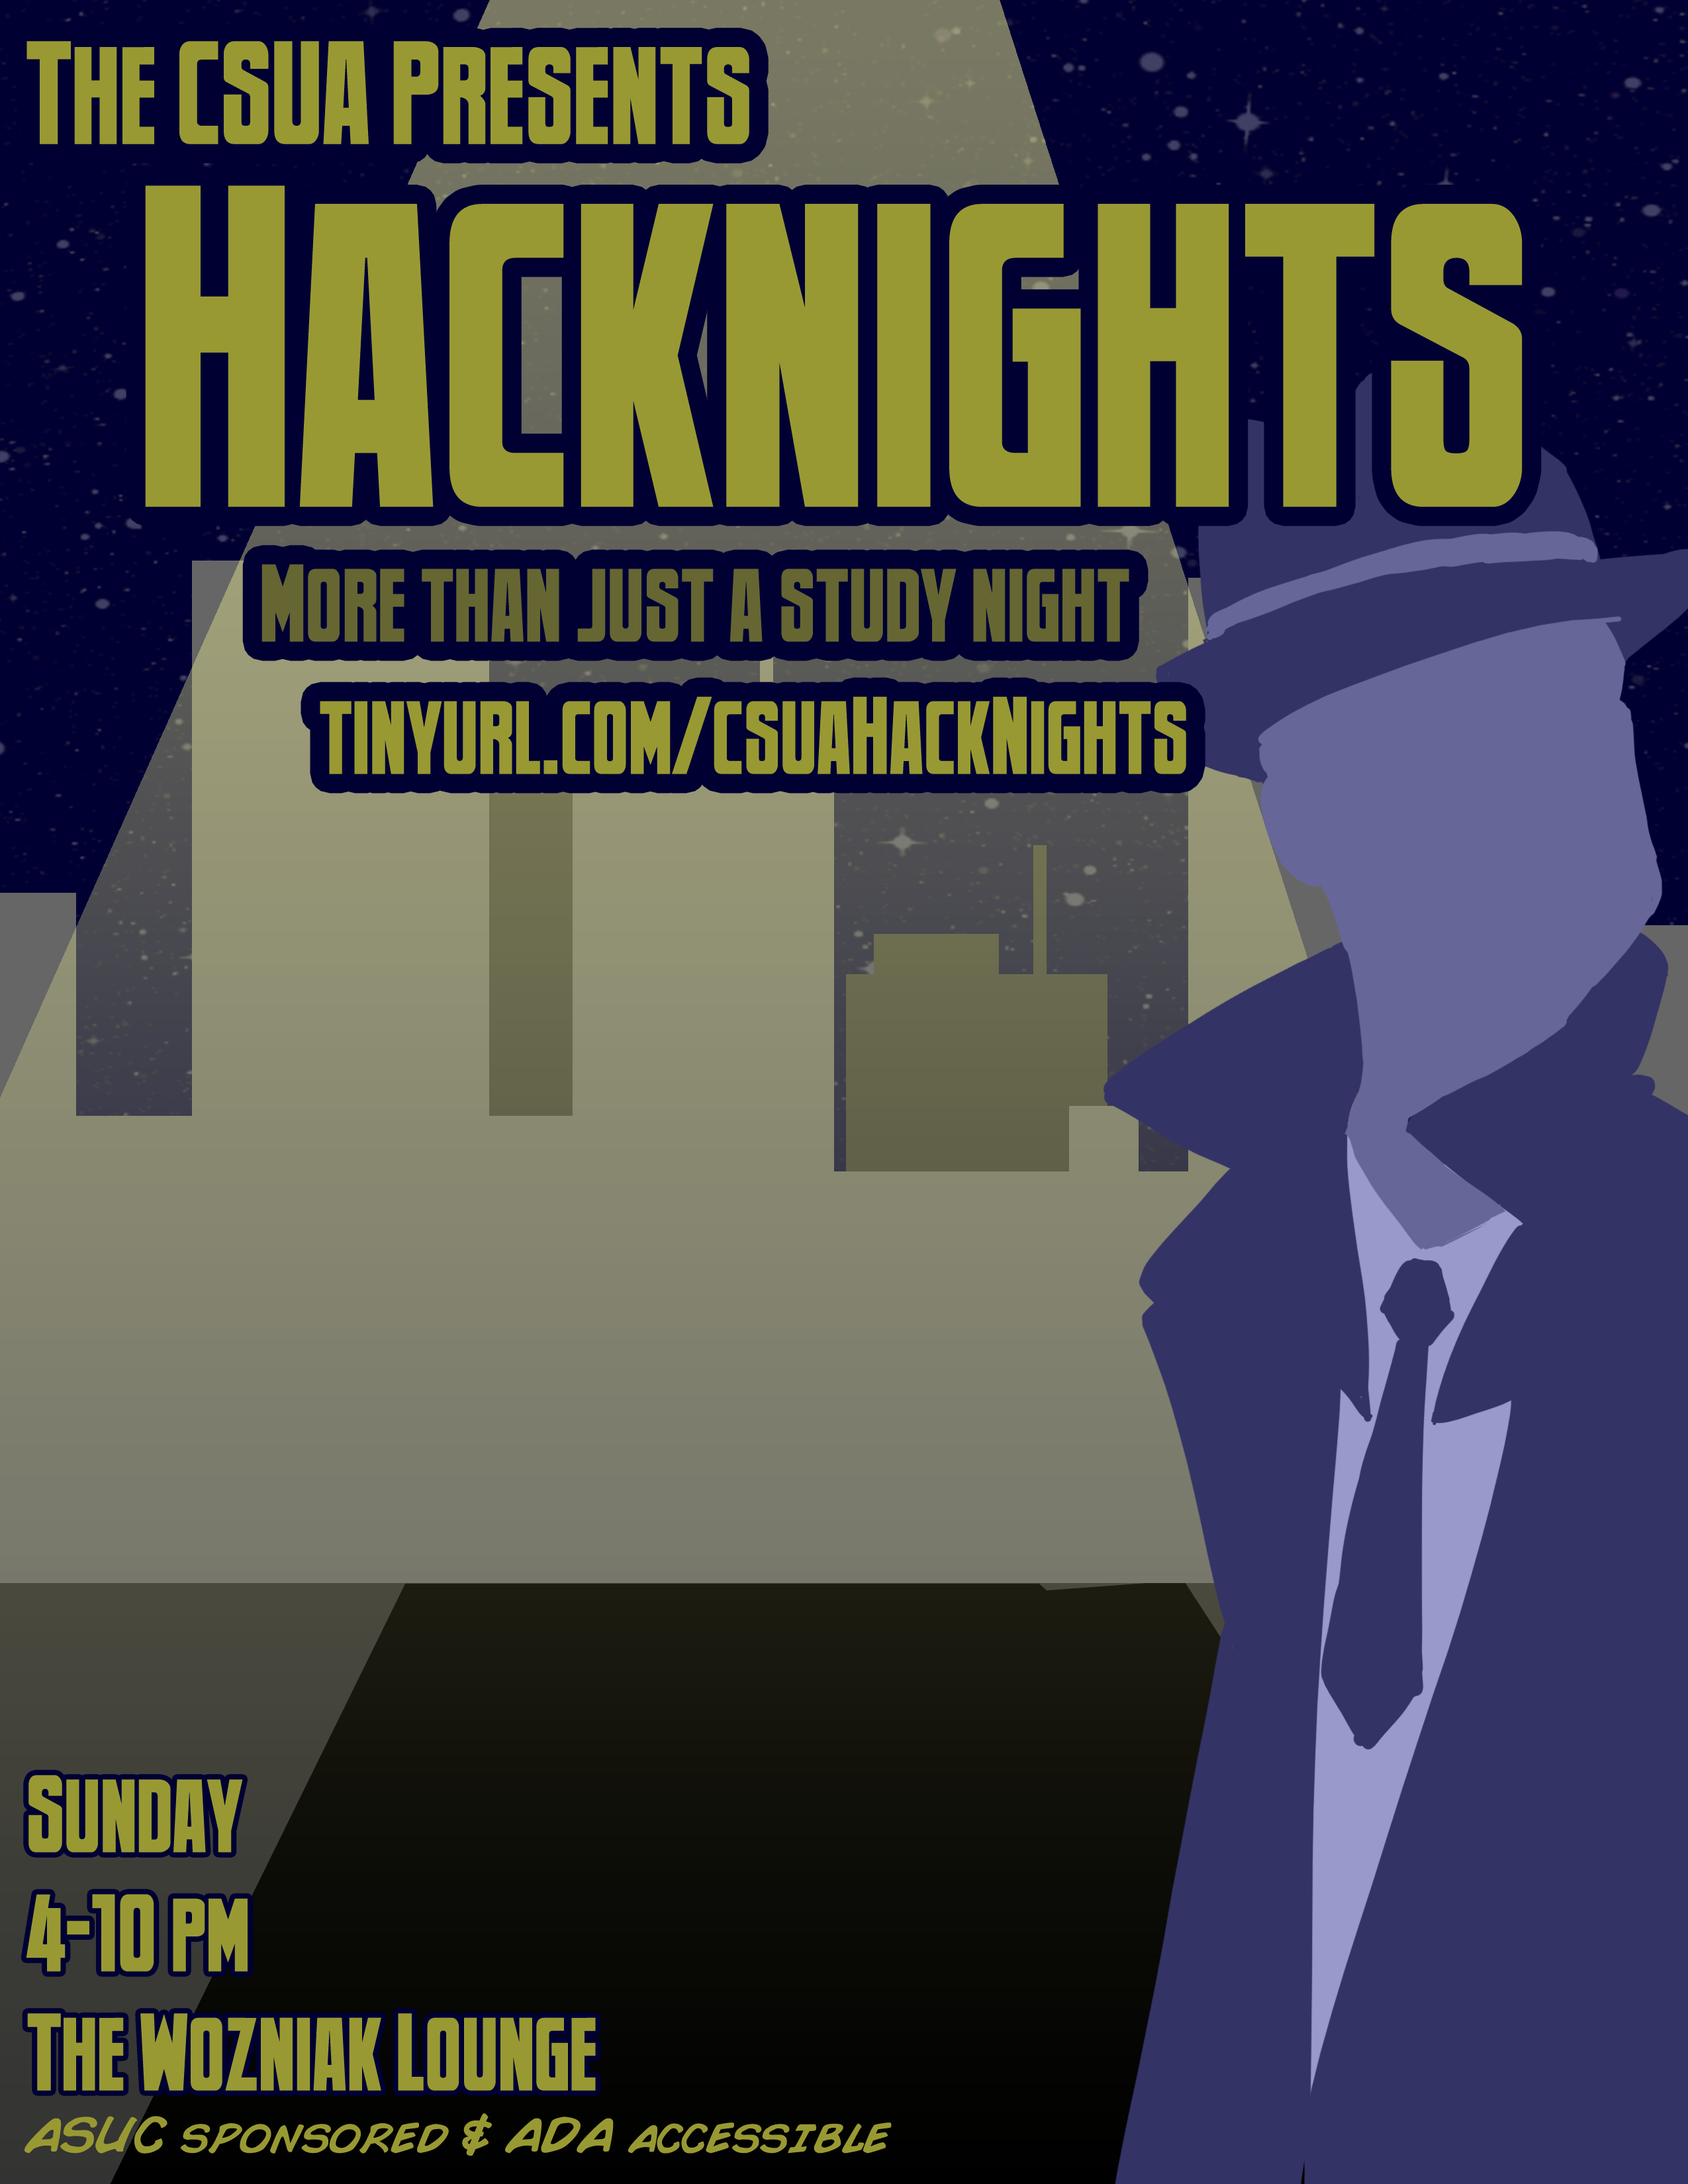 The CSUA Presents
HackNights
More than just a study night
tinyurl.com/csuaHackNights
Sunday
4-10 pm
The Wozniak Lounge
ASUC sponsored & ADA accessible